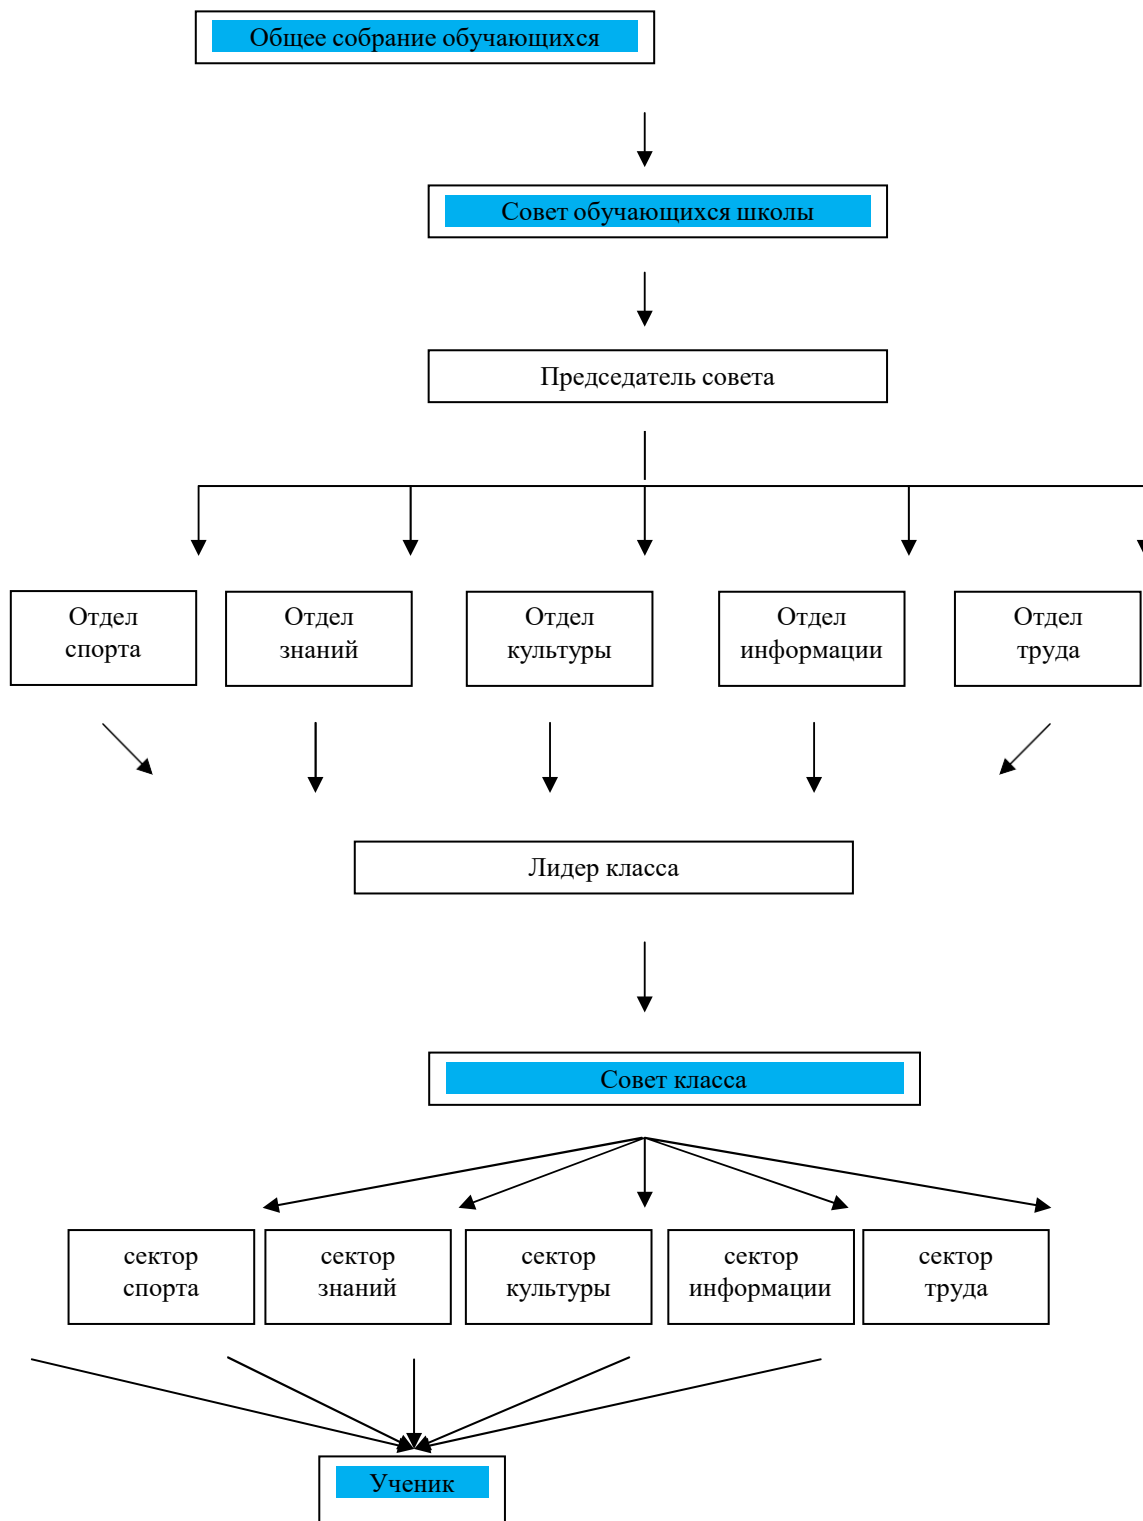 Общее собрание обучающихся
Совет обучающихся школы
Председатель совета
Отдел
спорта
Отдел
знаний
Отдел
культуры
Отдел
информации
Отдел
труда
Лидер класса
Совет класса
сектор
спорта
сектор
знаний
сектор
культуры
сектор
информации
сектор
труда
Ученик